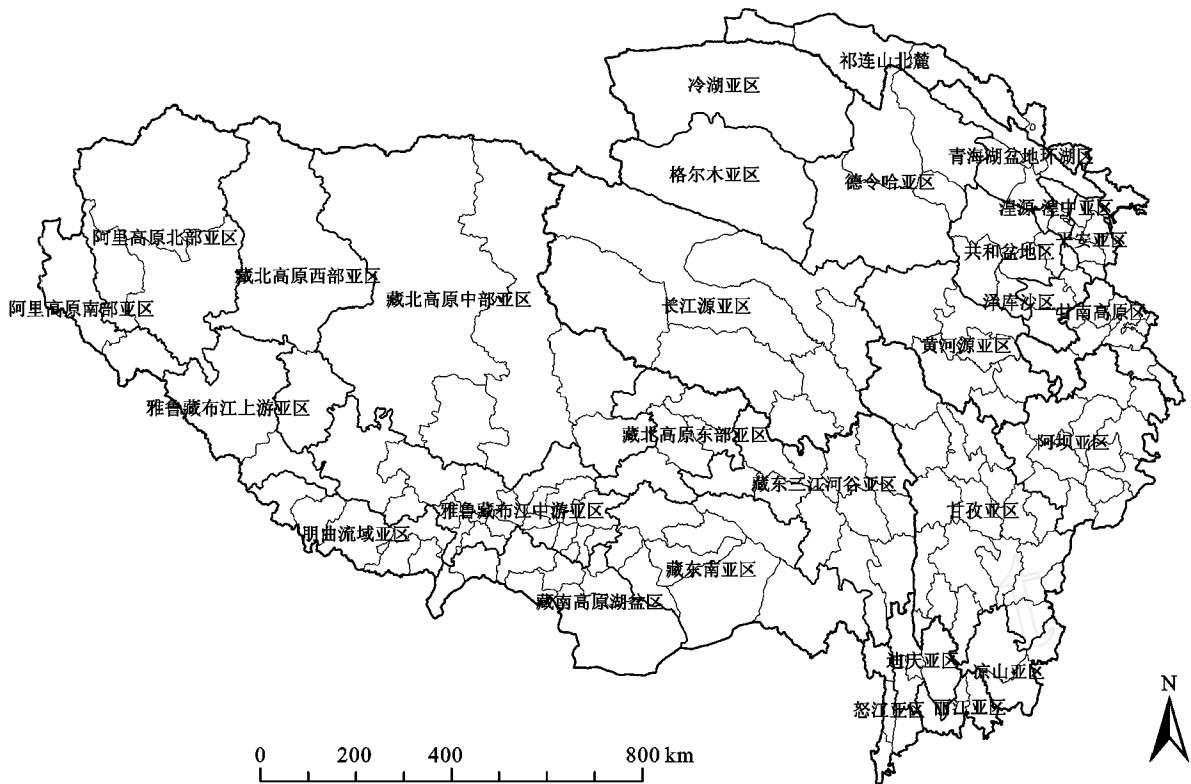 祁连山北麓
冷湖亚区
青海湖盆地环湖区
格尔木亚区
德令哈亚区
湟源-湟中亚区
阿里高原北部亚区
平安亚区
共和盆地区
藏北高原西部亚区
藏北高原中部亚区
泽库沙区
长江源亚区
阿里高原南部亚区
甘南高原区
黄河源亚区
雅鲁藏布江上游亚区
藏北高原东部亚区
阿坝亚区
藏东三江河谷亚区
雅鲁藏布江中游亚区
甘孜亚区
朋曲流域亚区
藏东南亚区
藏南高原湖盆区
迪庆亚区
凉山亚区
N
怒江亚区
丽江亚区
0 200 400 800 km